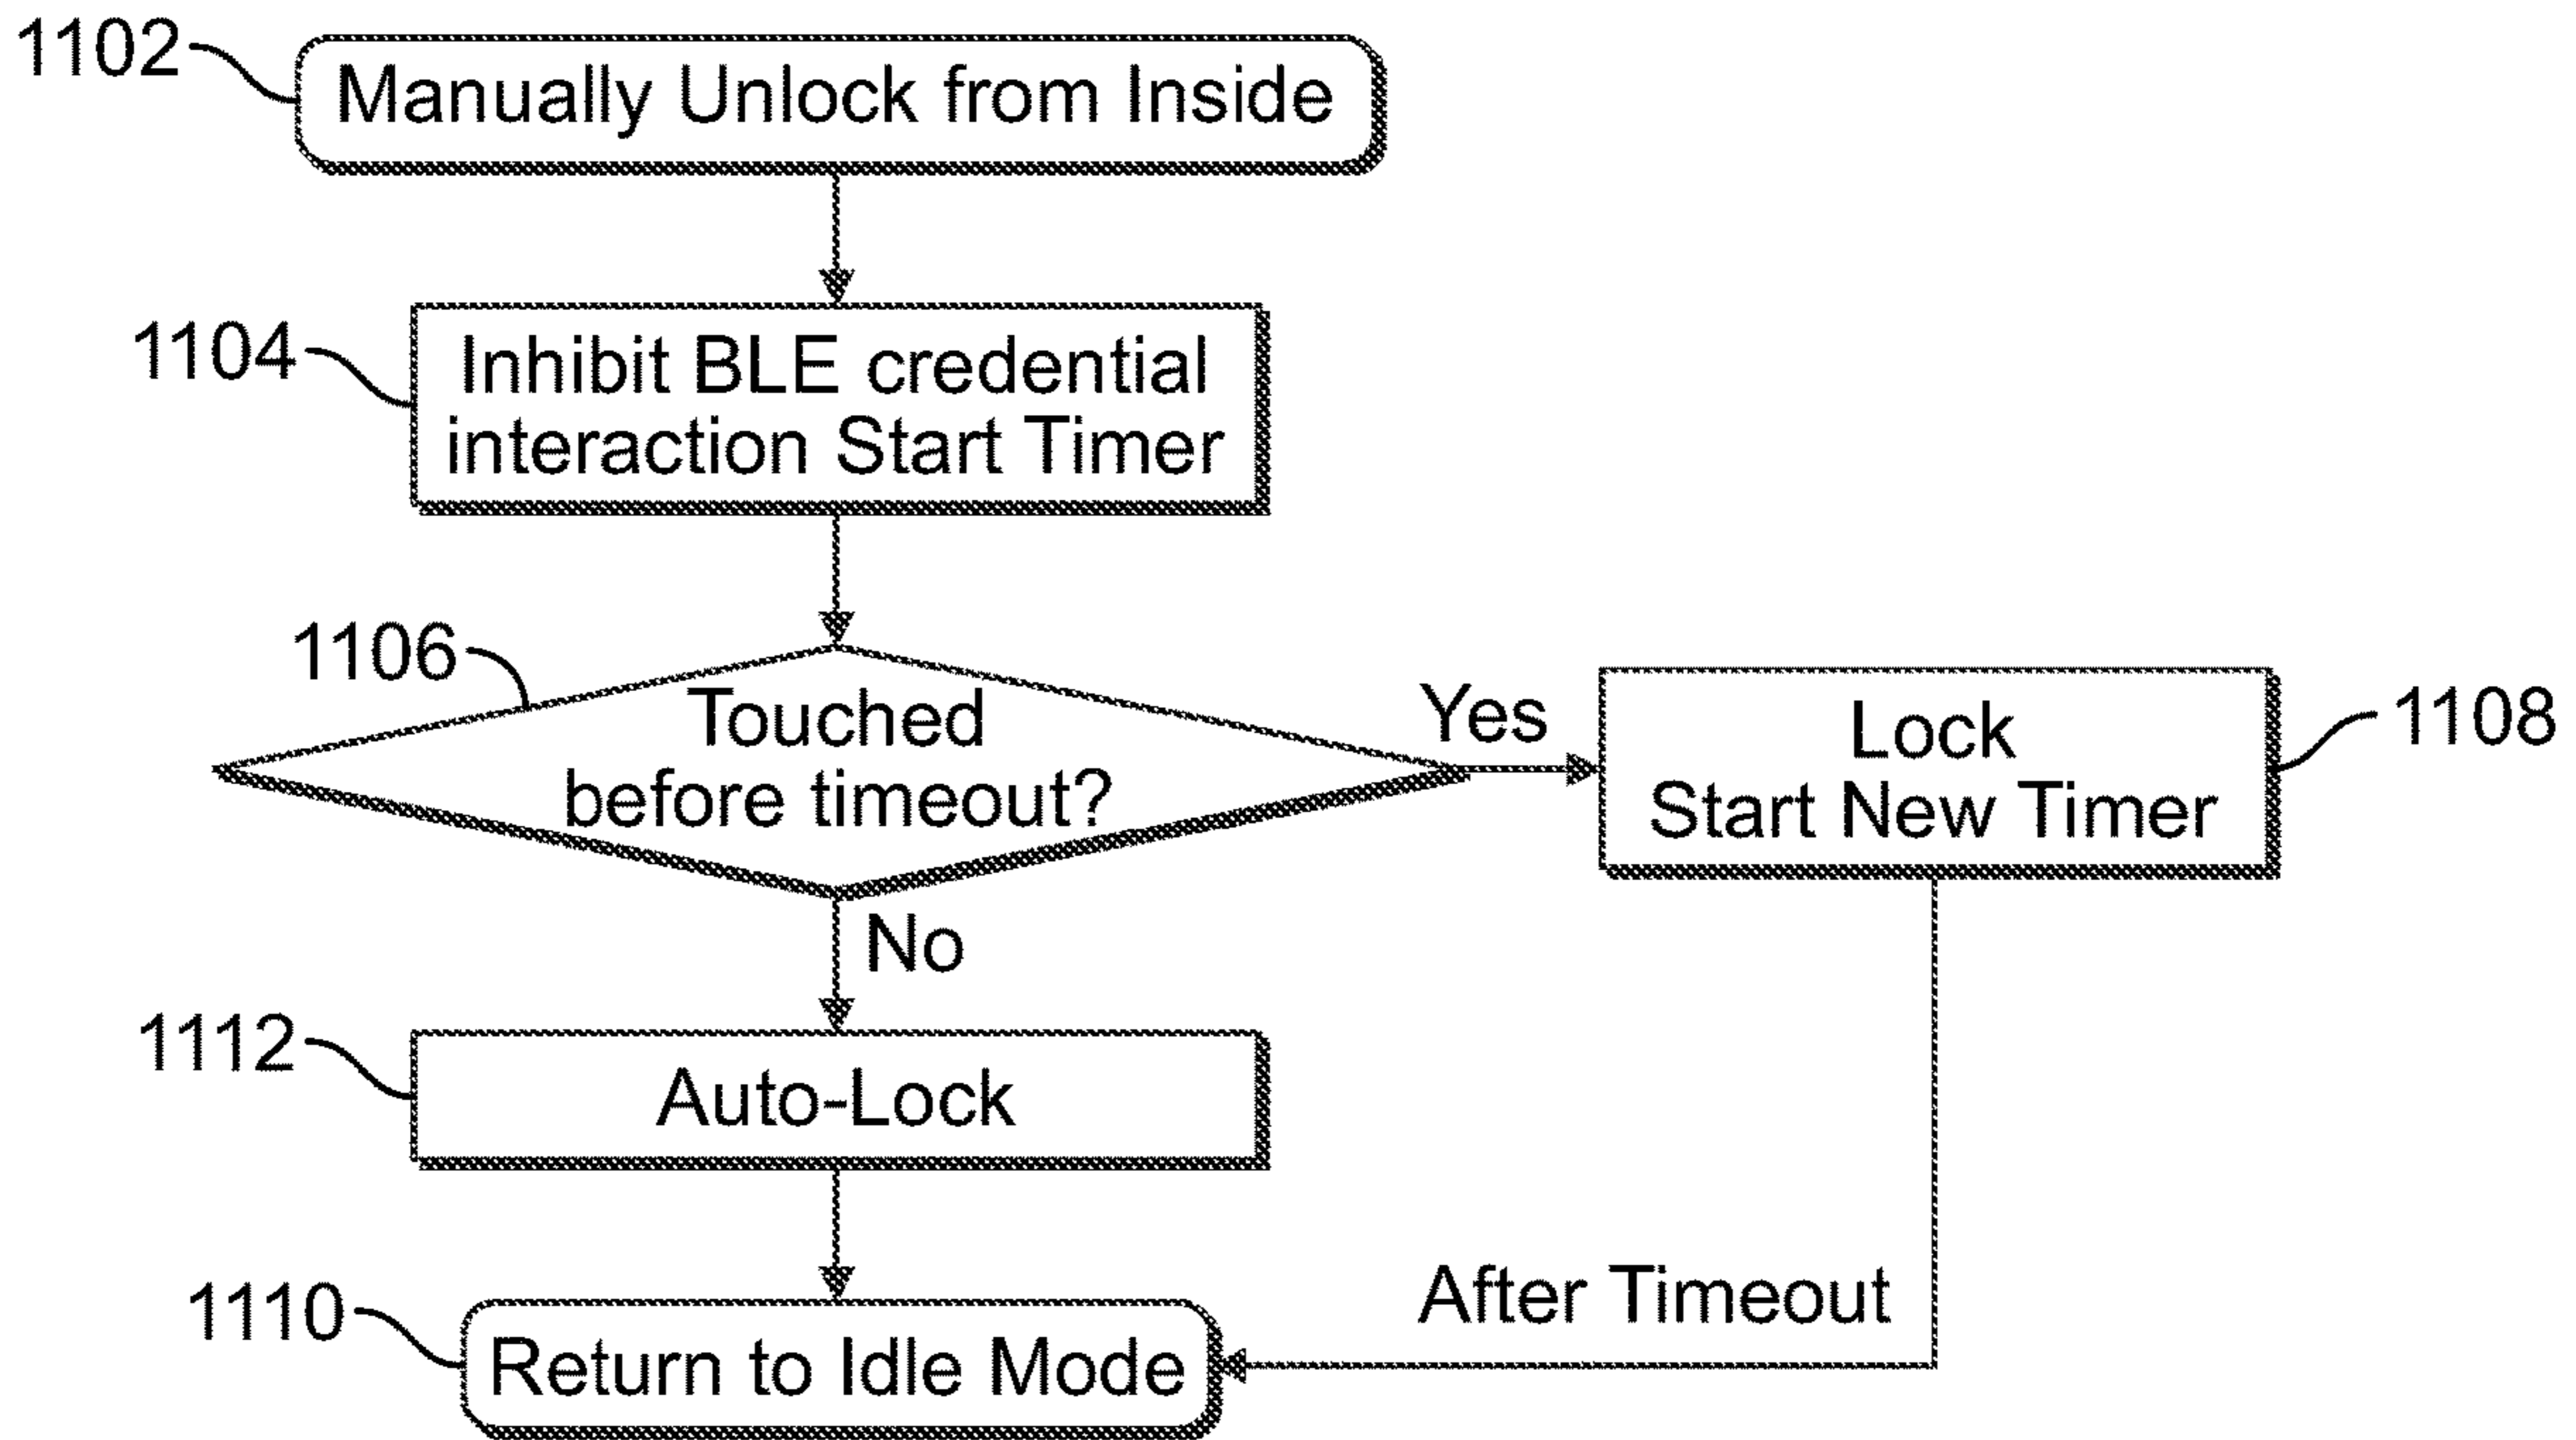 1102
Manually Unlock from Inside
1104
Inhibit BLE credential
interaction Start Timer
1106
Touched
before timeout?
Yes
Lock
Start New Timer
1108
No
1112
Auto-Lock
After Timeout
1110
Return to Idle Mode